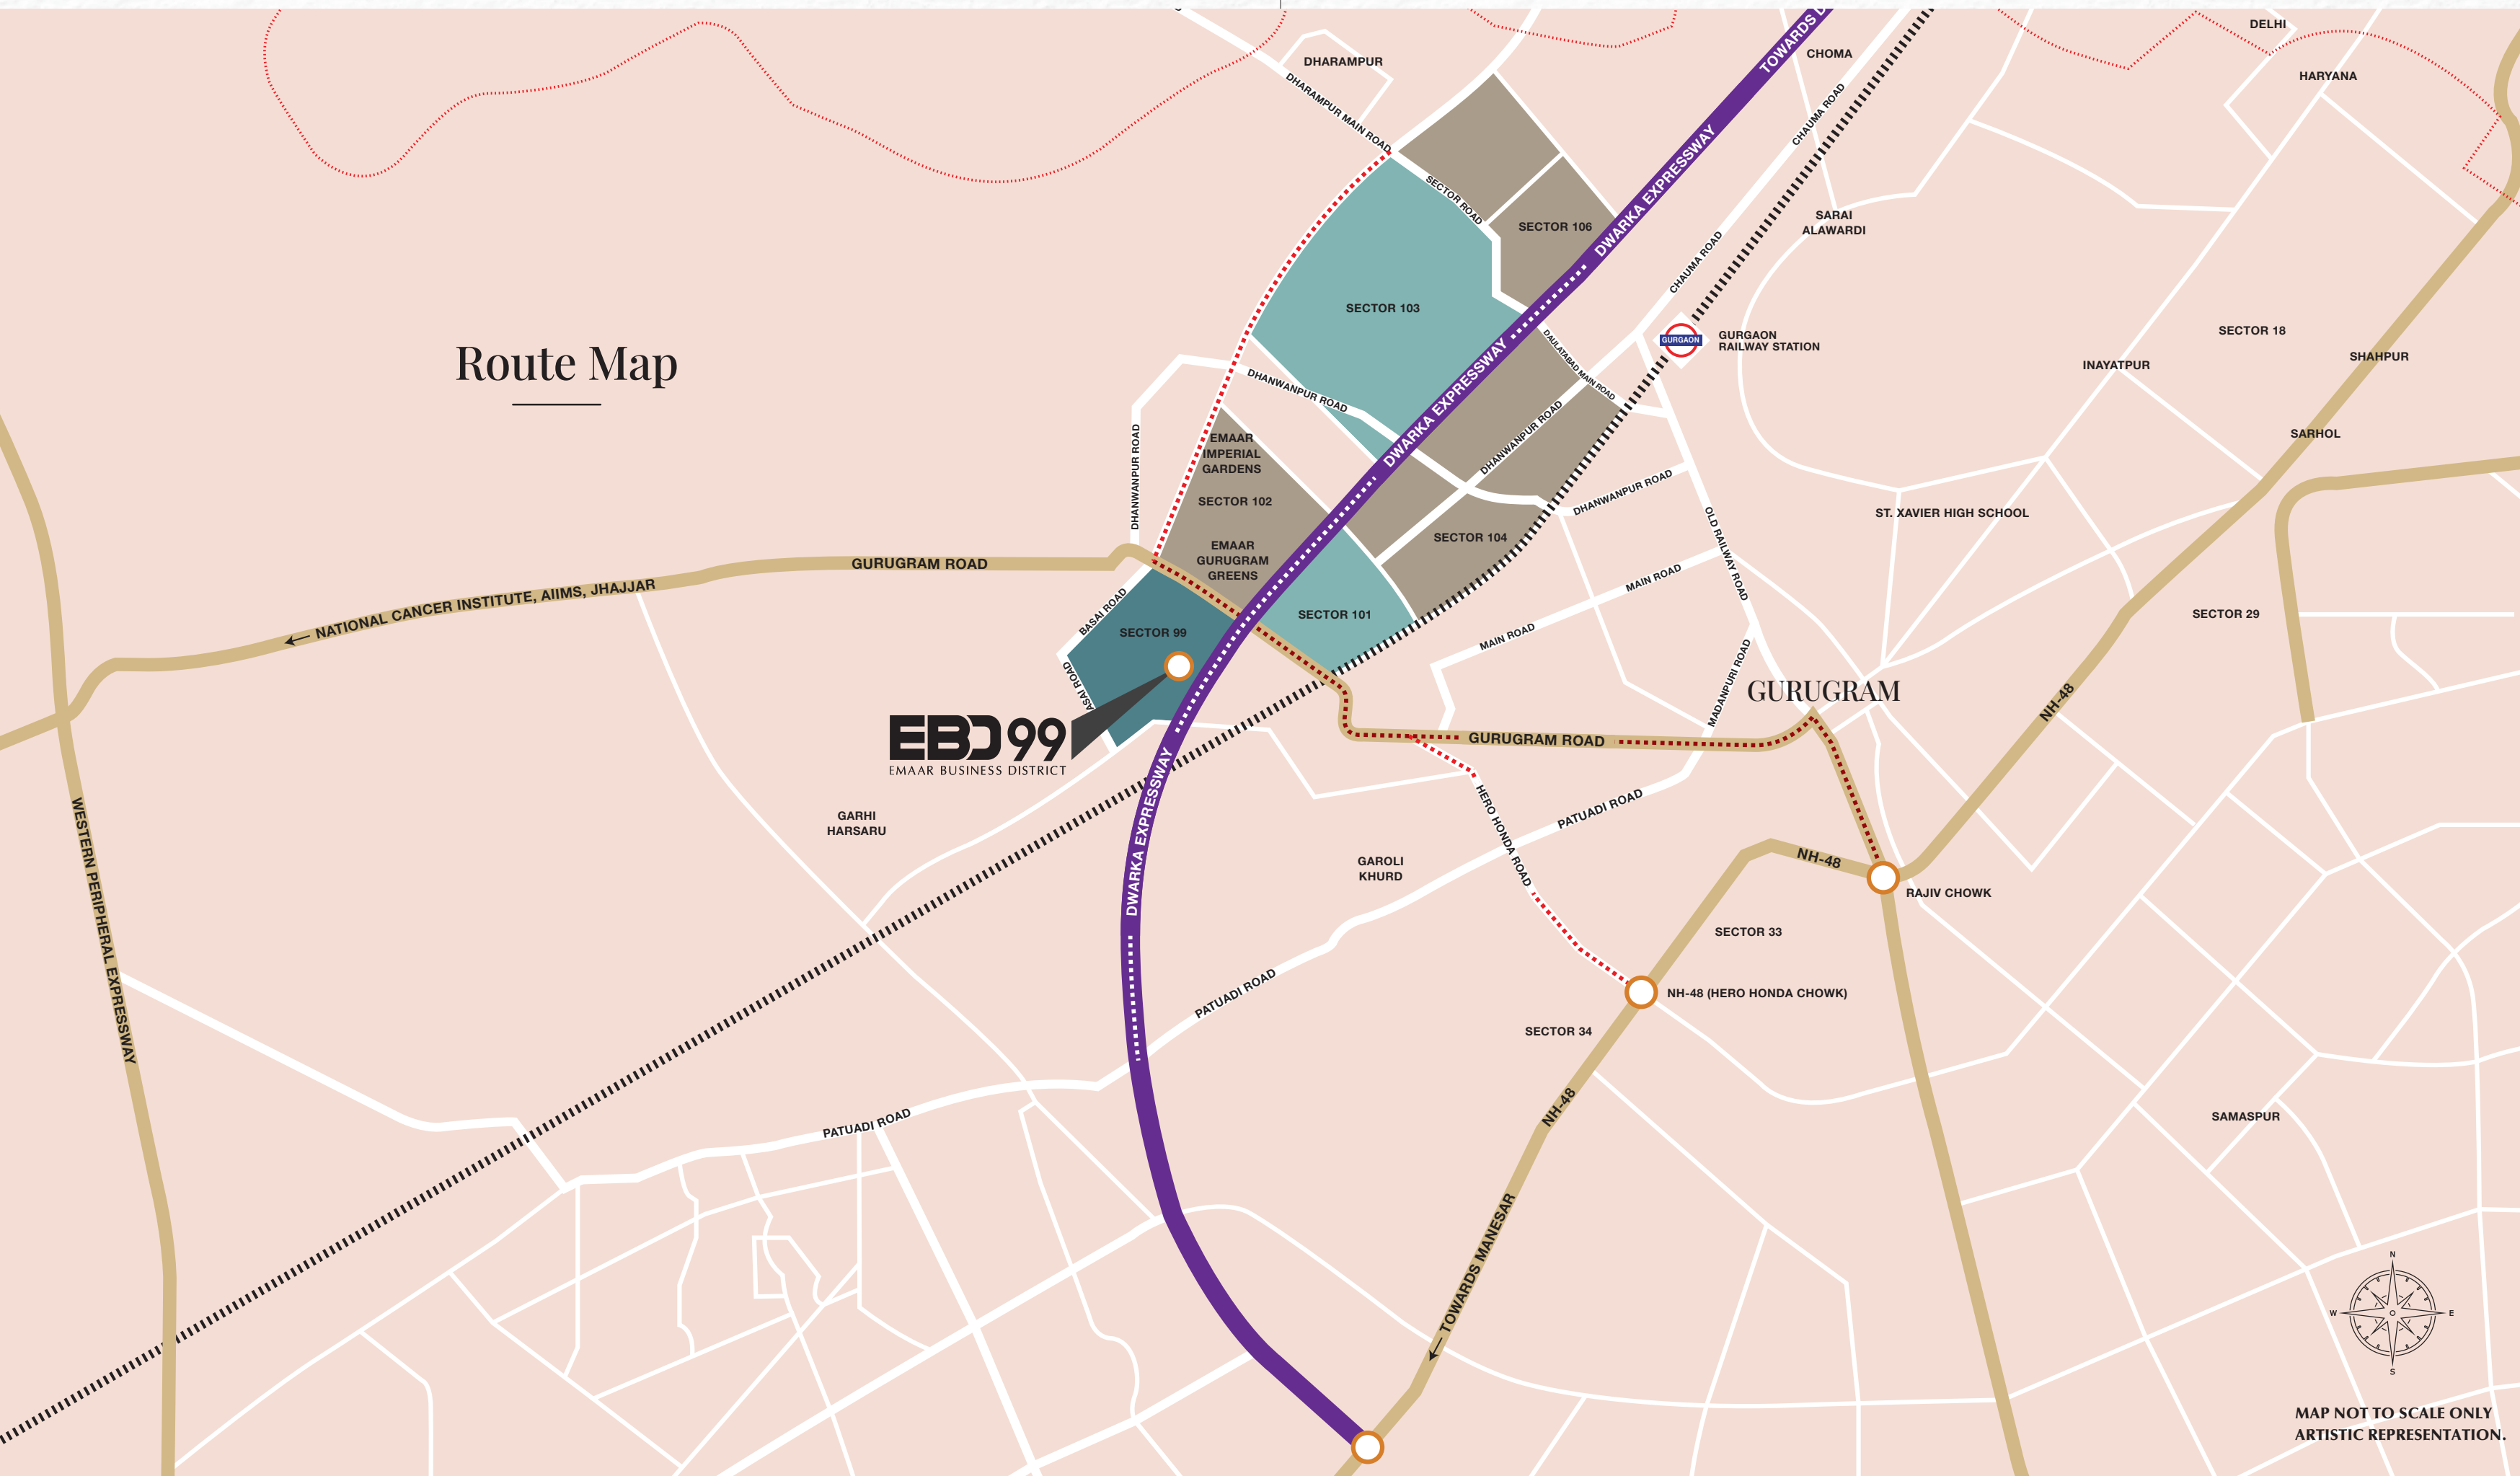 DELHI
CHOMA
DHARAMPUR
HARYANA
TOWARDS
DHARAMPUR MAIN ROAD
CHAUMA ROAD
DWARKA EXPRESSWAY
SECTOR ROAD
SECTOR 106
SARAI
ALAWARDI
CHAUMA ROAD
SECTOR 103
GURGAON
GURGAON
RAILWAY STATION
SECTOR 18
SHAHPUR
INAYATPUR
Route Map
DAULATABAD MAIN ROAD
DHANWANPUR ROAD
DWARKA EXPRESSWAY
DHANWANPUR ROAD
SARHOL
EMAAR
IMPERIAL
GARDENS
DHANWANPUR ROAD
SECTOR 102
DHANWANPUR ROAD
ST. XAVIER HIGH SCHOOL
SECTOR 104
OLD RAILWAY ROAD
EMAAR
GURUGRAM
GREENS
GURUGRAM ROAD
MAIN ROAD
NATIONAL CANCER INSTITUTE, AIIMS, JHAJJAR
BASAI ROAD
SECTOR 101
SECTOR 29
SECTOR 99
MAIN ROAD
BASAI ROAD
MADANPURI ROAD
GURUGRAM
NH-48
EBD 99
EMAAR BUSINESS DISTRICT
GURUGRAM ROAD
HERO HONDA ROAD
PATUADI ROAD
GARHI
HARSARU
DWARKA EXPRESSWAY
GAROLI
KHURD
NH-48
RAJIV CHOWK
WESTERN PERIPHERAL EXPRESSWAY
SECTOR 33
PATUADI ROAD
NH-48 (HERO HONDA CHOWK)
SECTOR 34
NH-48
PATUADI ROAD
SAMASPUR
TOWARDS MANESAR
N
W
O
E
S
MAP NOT TO SCALE ONLY
ARTISTIC REPRESENTATION.